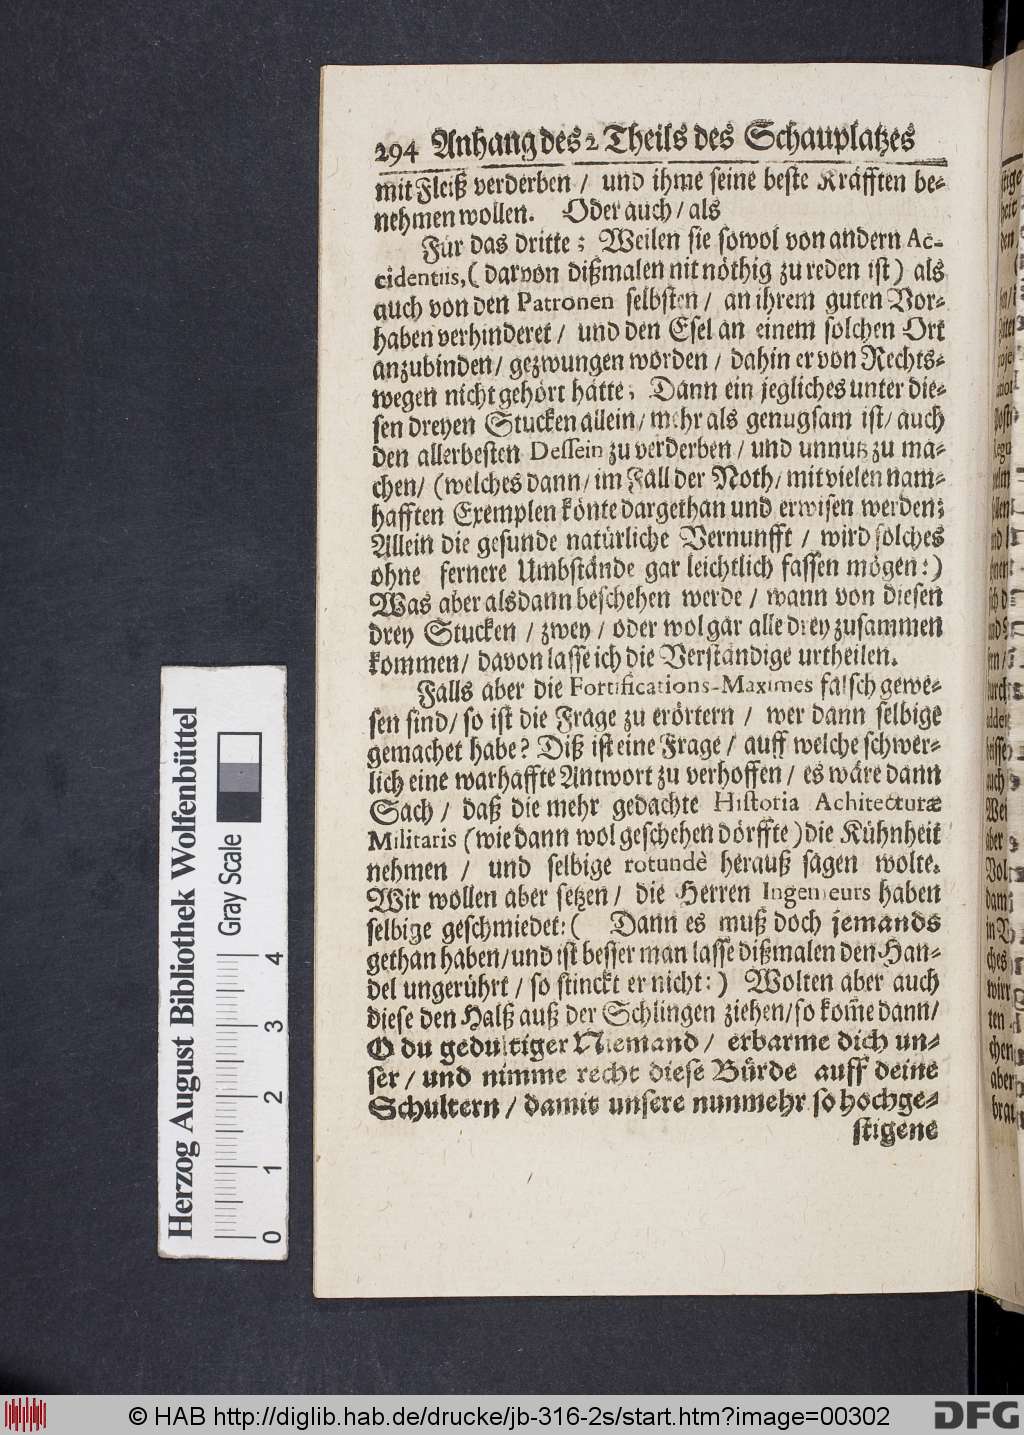 294 Anhang des 2 Theils des Schauplatzes
mit Fleiß verderben / und ihme seine beste Kräfften be-
nehmen wollen. Oder auch / als
Für das dritte; Weilen sie sowol von andern Ac-
cidentiis, ( darvon dißmalen nit nöthig zu reden ist ) als
auch von den Patronen selbsten / an ihrem guten Vor-
haben verhinderet / und den Esel an einem solchen Ort
anzubinden / gezwungen worden / dahin er von Rechts-
wegen nicht gehört hätte; Dann ein jegliches unter die-
sen dreyen Stucken allein / mehr als genugsam ist / auch
den allerbesten Dessein zu verderben / und unnütz zu ma-
chen / (welches dann / im Fall der Noth / mit vielen nam-
hafften Exemplen könte dargethan und erwisen werden;
Allein die gesunde natürliche Vernunfft / wird solches
ohne fernere Umbstände gar leichtlich fassen mögen:)
Was aber alsdann beschehen werde / wann von diesen
drey Stucken / zwey / oder wol gar alle drey zusammen
kommen / davon lasse ich die Verständige urtheilen.
Falls aber die Fortifications-Maximes falsch gewe-
sen sind / so ist die Frage zu erörtern / wer dann selbige
gemachet habe? Diß ist eine Frage / auff welche schwer-
lich eine warhaffte Antwort zu verhoffen / es wäre dann
Sach / daß die mehr gedachte Historia Achitecturæ
Militaris (wie dann wol geschehen dörffte) die Kühnheit
nehmen / und selbige rotundè herauß sagen wolte.
Wir wollen aber setzen / die Herren Ingenieurs haben
selbige geschmiedet: ( Dann es muß doch jemands
gethan haben / und ist besser man lasse dißmalen den Han-
del ungerührt / so stinckt er nicht: ) Wolten aber auch
diese den Halß auß der Schlingen ziehen / so kom̃e dann /
O du gedultiger Niemand / erbarme dich un-
ser / und nimme recht diese Bürde auff deine
Schultern / damit unsere nunmehr so hochge-
stigene
Herzog August Bibliothek Wolfenbüttel
Gray Scale
0 1 2 3 4
© HAB http://diglib.hab.de/drucke/jb-316-2s/start.htm?image=00302
DFG